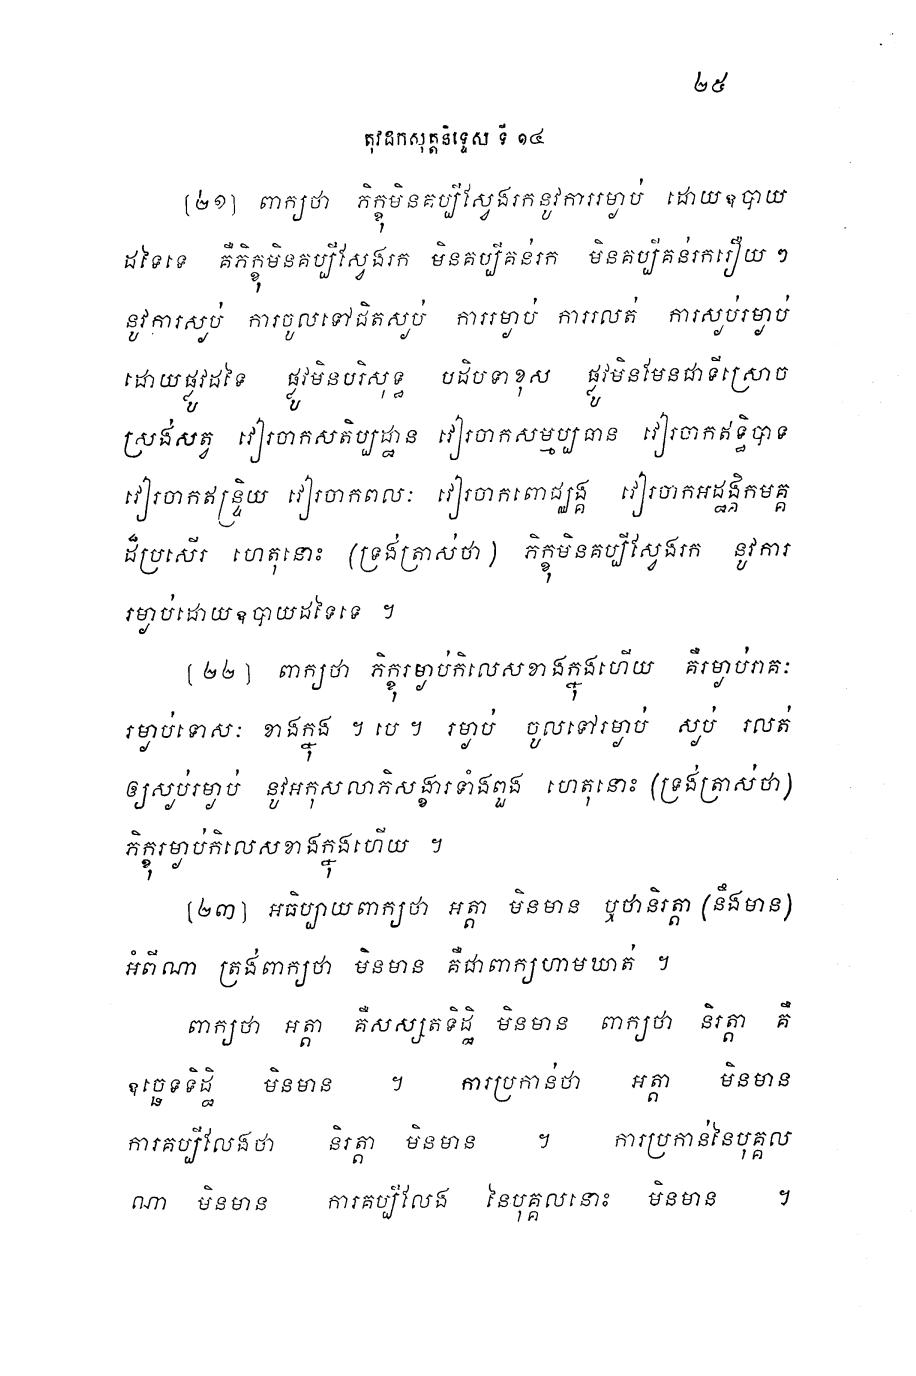 ២៥
តុវដកសុត្តនិទ្ទេស ទី ១៤
[២១] ពាក្យថា ភិក្ខុមិនគប្បីស្វែងរកនូវការរម្ងាប់ ដោយឧបាយ
ដទៃទេ គឺភិក្ខុមិនគប្បីស្វែងរក មិនគប្បីគន់រក មិនគប្បីគន់រករឿយ ៗ
នូវការស្ងប់ ការចូលទៅជិតស្ងប់ ការរម្ងាប់ ការរលត់ ការស្ងប់រម្ងាប់
ដោយផ្លូវដទៃ ផ្លូវមិនបរិសុទ្ធ បដិបទាខុស ផ្លូវមិនមែនជាទីស្រោច
ស្រង់សត្វ វៀរចាកសតិប្បដ្ឋាន វៀរចាកសម្មប្បធាន វៀរចាកឥទ្ធិបាទ
វៀរចាកឥន្ទ្រិយ វៀរចាកពលៈ វៀរចាកពោជ្ឈង្គ វៀរចាកអដ្ឋង្គិកមគ្គ
ដ៏ប្រសើរ ហេតុនោះ (ទ្រង់ត្រាស់ថា) ភិក្ខុមិនគប្បីស្វែងរក នូវការ
រម្ងាប់ដោយឧបាយដទៃទេ ។
[២២] ពាក្យថា ភិក្ខុរម្ងាប់កិលេសខាងក្នុងហើយ គឺរម្ងាប់រាគៈ
រម្ងាប់ទោសៈ ខាងក្នុង ។ បេ ។ រម្ងាប់ ចូលទៅរម្ងាប់ ស្ងប់ រលត់
ឲ្យស្ងប់រម្ងាប់ នូវអកុសលាភិសង្ខារទាំងពួង ហេតុនោះ (ទ្រង់ត្រាស់ថា)
ភិក្ខុរម្ងាប់កិលេសខាងក្នុងហើយ ។
[២៣] អធិប្បាយពាក្យថា អត្តា មិនមាន ឬថានិរត្តា (នឹងមាន)
អំពីណា ត្រង់ពាក្យថា មិនមាន គឺជាពាក្យហាមឃាត់ ។
ពាក្យថា អត្តា គឺសស្សតទិដ្ឋិ មិនមាន ពាក្យថា និរត្តា គឺ
ឧច្ឆេទទិដ្ឋិ មិនមាន ។ ការប្រកាន់ថា អត្តា មិនមាន
ការគប្បីលែងថា និរត្តា មិនមាន ។ ការប្រកាន់នៃបុគ្គល
ណា មិនមាន ការគប្បីលែង នៃបុគ្គលនោះ មិនមាន ។